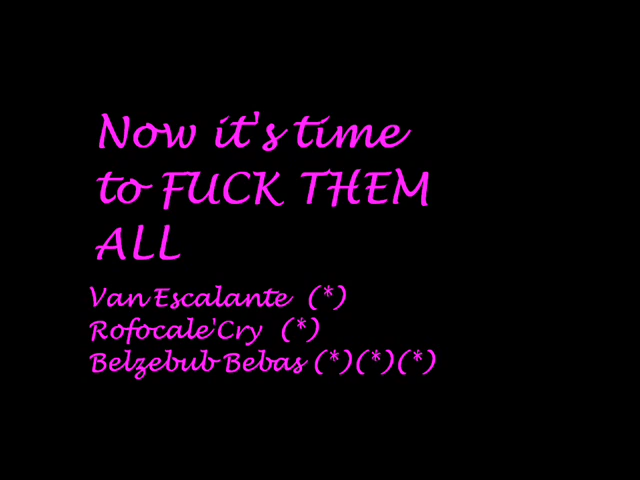 Now it's time
to FUCK THEM
ALL
Van Escalante (*)
Rofocale'Cry (*)
Belzebub Bebas (*)(*)(*)